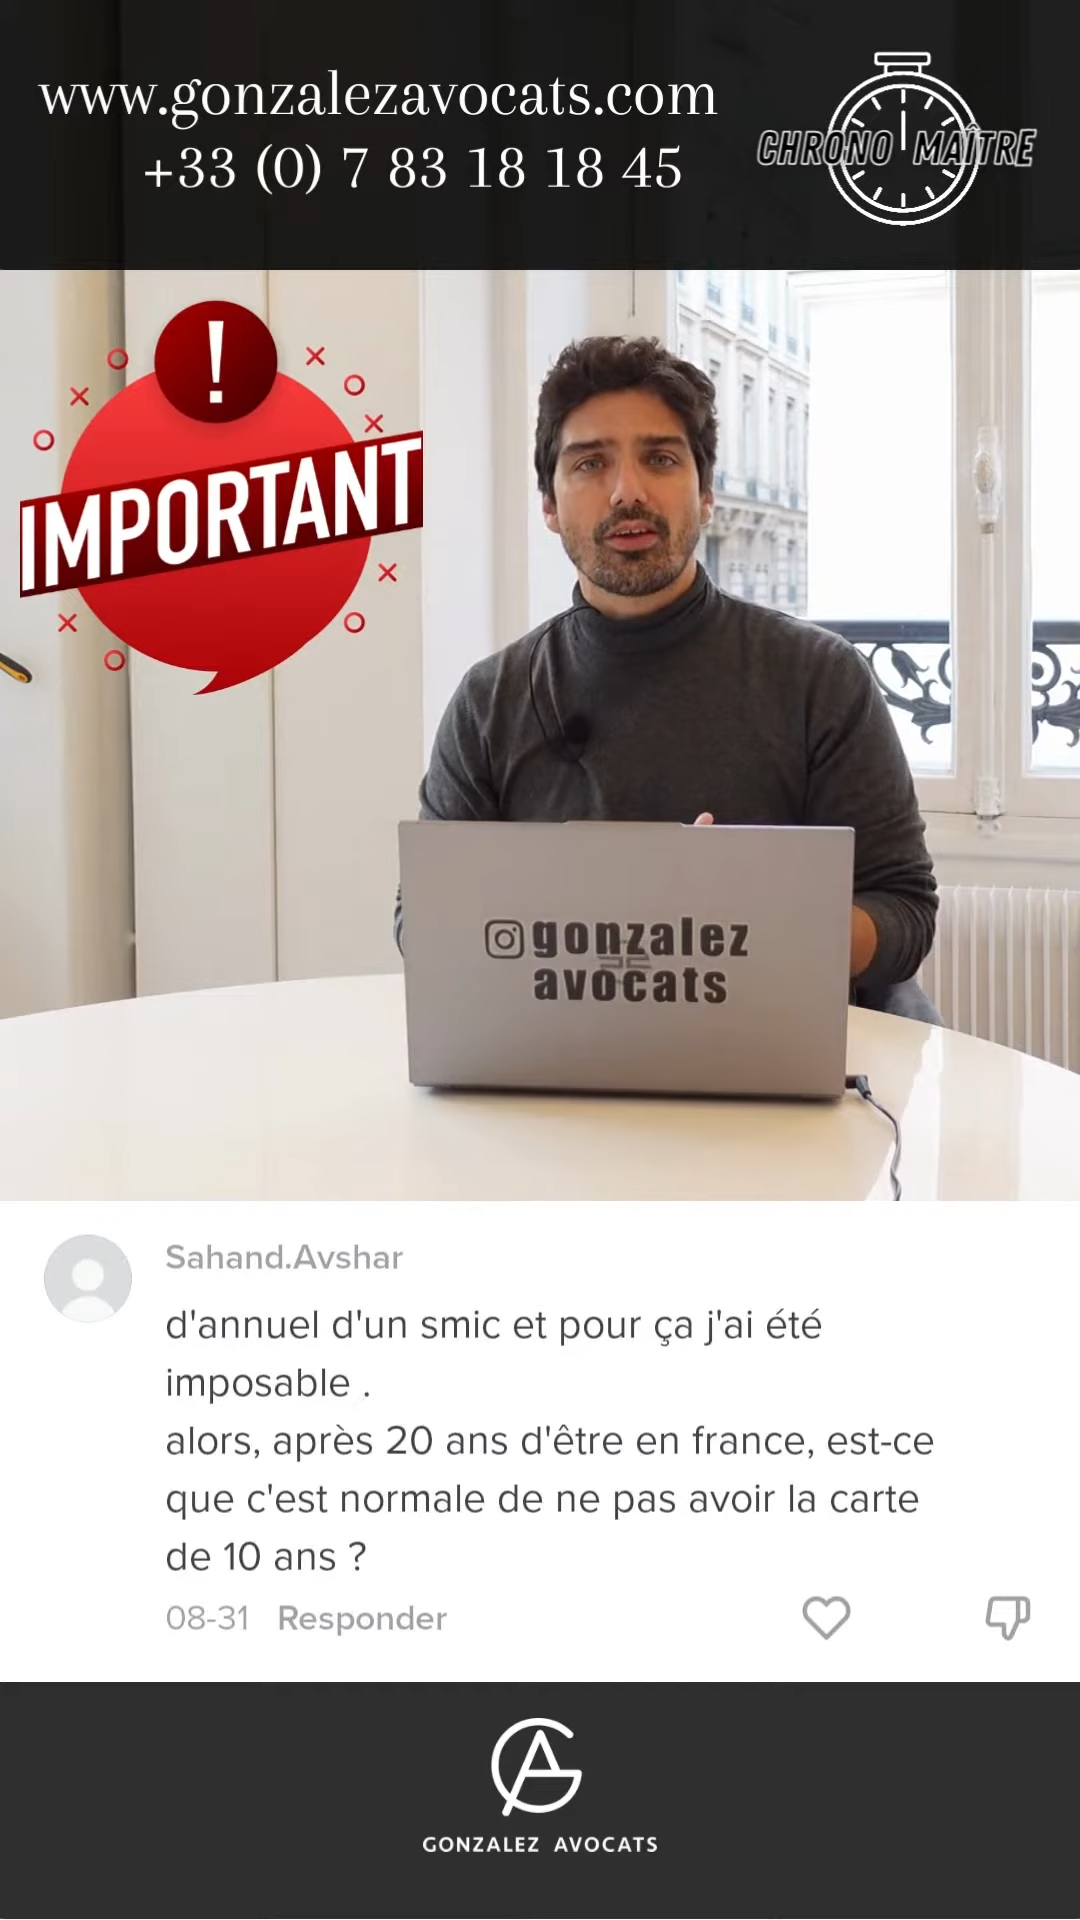 www.gonzalezavocats.com
+33 (0) 7 83 18 18 45
CHRONO MAÎTRE
!
IMPORTANT
gonzalez
avocats
Sahand.Avshar
d'annuel d'un smic et pour ça j'ai été
imposable .
alors, après 20 ans d'être en france, est-ce
que c'est normale de ne pas avoir la carte
de 10 ans ?
08-31 Responder
GONZALEZ AVOCATS